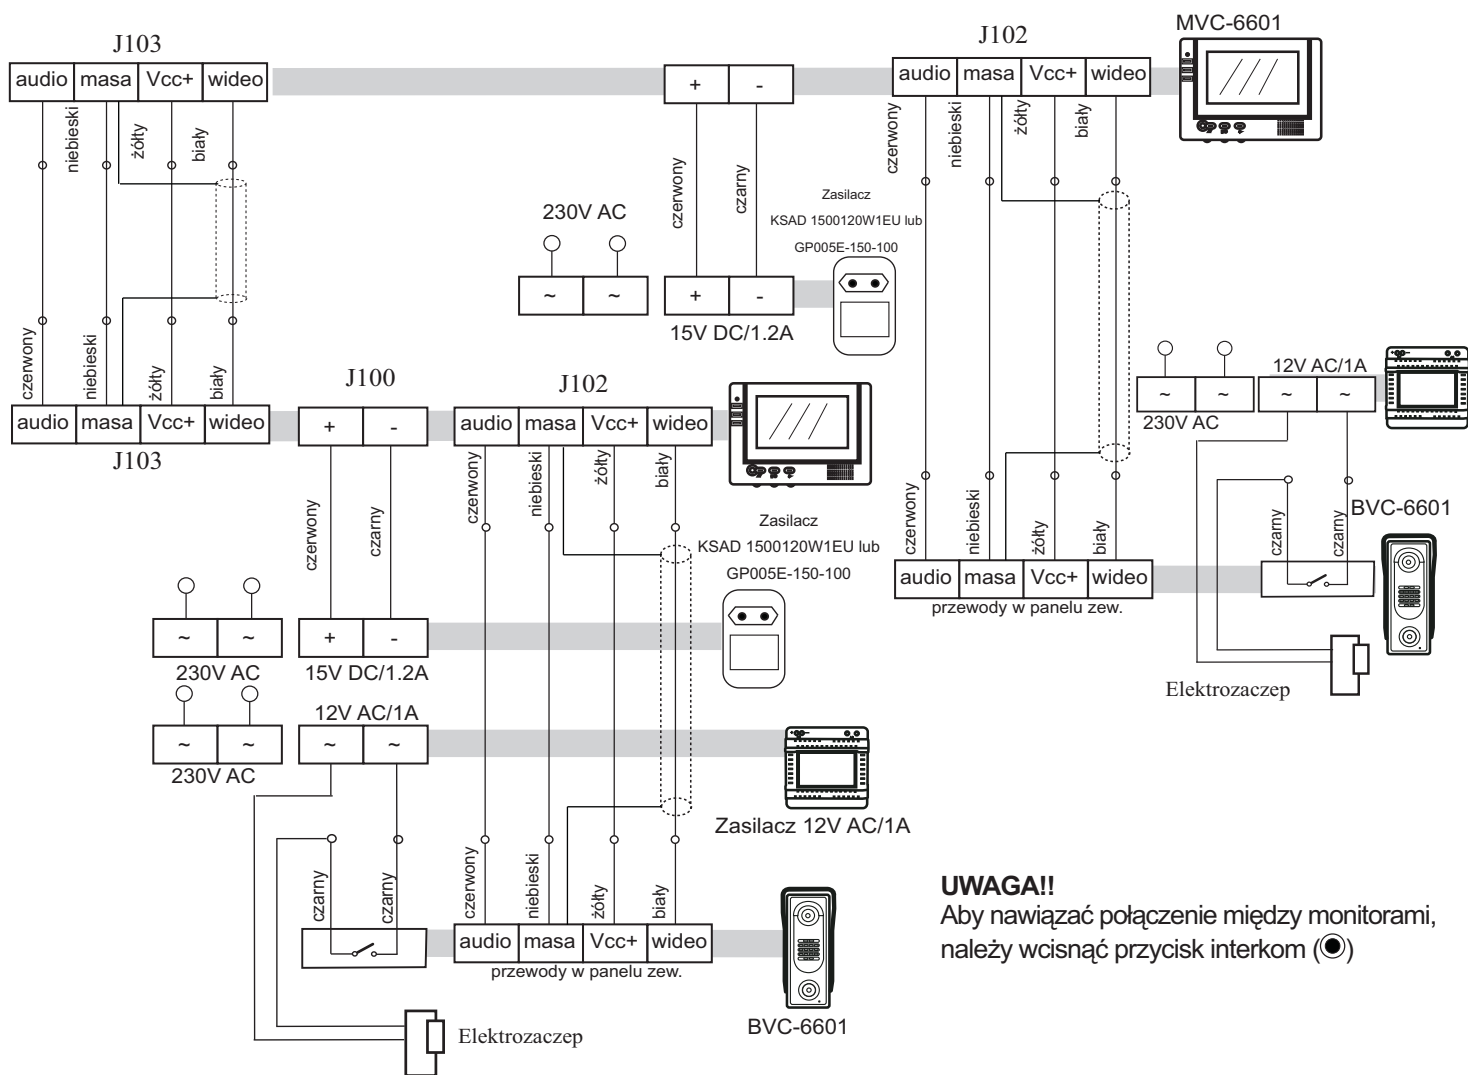 J103
audio masa Vcc+ wideo
czerwony niebieski żółty biały
+ -
czerwony czarny
J102
audio masa Vcc+ wideo
czerwony niebieski żółty biały
MVC-6601
230V AC
~ ~
+ -
15V DC/1.2A
Zasilacz
KSAD 1500120W1EU lub
GP005E-150-100
czerwony niebieski żółty biały
audio masa Vcc+ wideo
J103
J100
+ -
czerwony czarny
J102
audio masa Vcc+ wideo
czerwony niebieski żółty biały
12V AC/1A
~ ~ ~ ~
230V AC
czarny czarny
BVC-6601
czerwony niebieski żółty biały
audio masa Vcc+ wideo
przewody w panelu zew.
Elektrozaczep
Zasilacz
KSAD 1500120W1EU lub
GP005E-150-100
~ ~ + -
230V AC 15V DC/1.2A
12V AC/1A
~ ~ ~ ~
230V AC
Zasilacz 12V AC/1A
czarny czarny
czerwony niebieski żółty biały
audio masa Vcc+ wideo
przewody w panelu zew.
BVC-6601
Elektrozaczep
UWAGA!!
Aby nawiązać połączenie między monitorami,
należy wcisnąć przycisk interkom (◉)